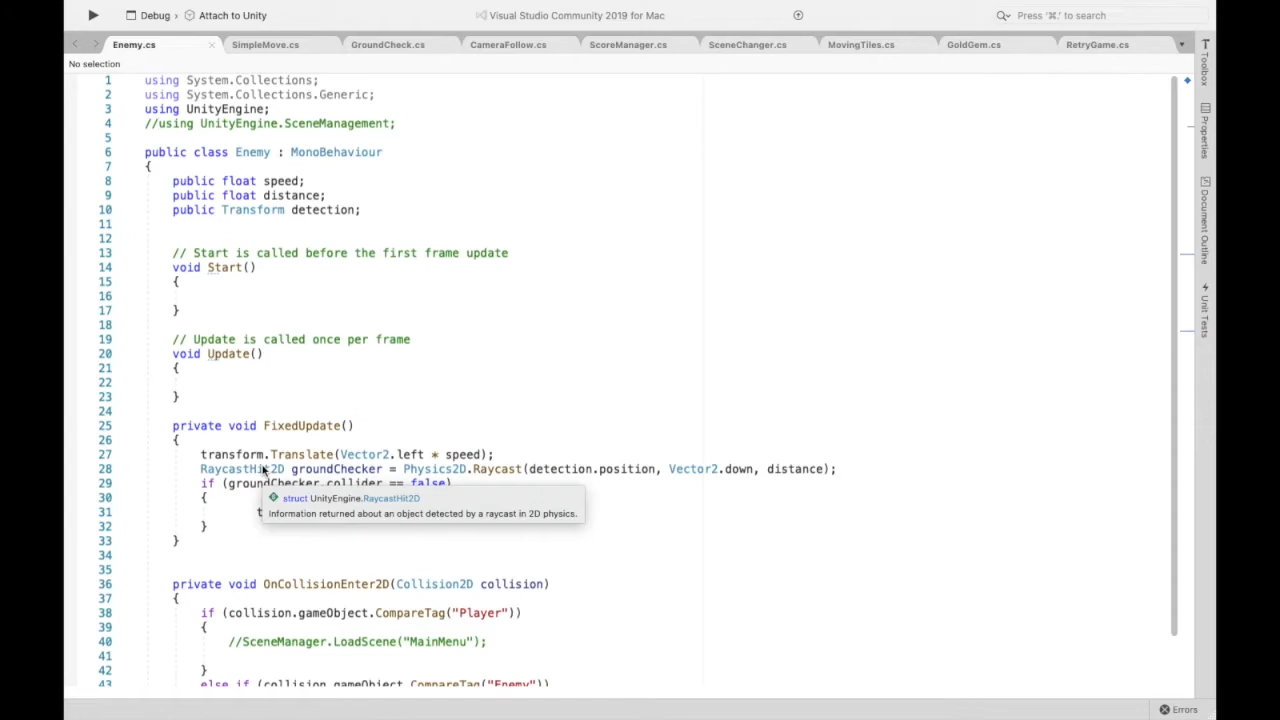 Debug › Attach to Unity
Visual Studio Community 2019 for Mac
Press '⌘.' to search
Enemy.cs
SimpleMove.cs
GroundCheck.cs
CameraFollow.cs
ScoreManager.cs
SceneChanger.cs
MovingTiles.cs
GoldGem.cs
RetryGame.cs
No selection
1 using System.Collections;
2 using System.Collections.Generic;
3 using UnityEngine;
4 //using UnityEngine.SceneManagement;
5
6 public class Enemy : MonoBehaviour
7 {
8 public float speed;
9 public float distance;
10 public Transform detection;
11
12
13 // Start is called before the first frame update
14 void Start()
15 {
16
17 }
18
19 // Update is called once per frame
20 void Update()
21 {
22
23 }
24
25 private void FixedUpdate()
26 {
27 transform.Translate(Vector2.left * speed);
28 RaycastHit2D groundChecker = Physics2D.Raycast(detection.position, Vector2.down, distance);
29 if (groundChecker.collider == false)
30 {
struct UnityEngine.RaycastHit2D
31 t
Information returned about an object detected by a raycast in 2D physics.
32 }
33 }
34
35
36 private void OnCollisionEnter2D(Collision2D collision)
37 {
38 if (collision.gameObject.CompareTag("Player"))
39 {
40 //SceneManager.LoadScene("MainMenu");
41
42 }
43 else if (collision.gameObject.CompareTag("Enemy"))
Toolbox
Properties
Document Outline
Unit Tests
Errors